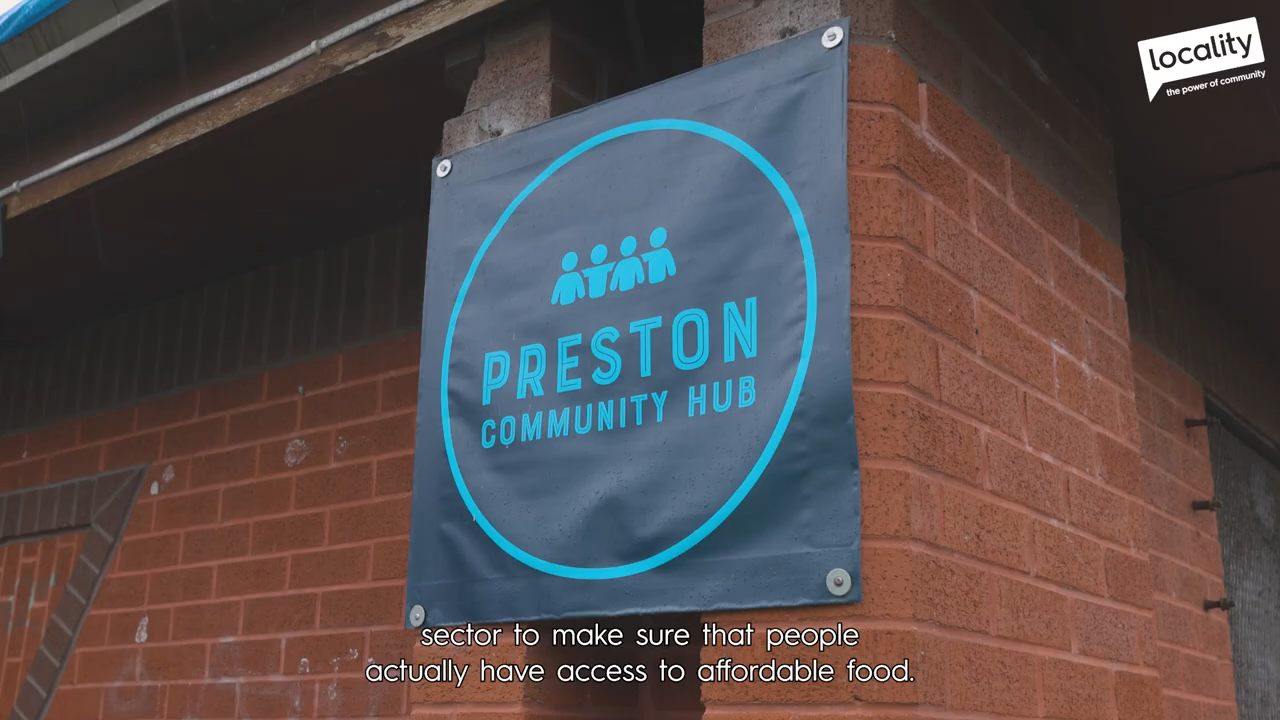 locality
the power of community
PRESTON
COMMUNITY HUB
sector to make sure that people
actually have access to affordable food.